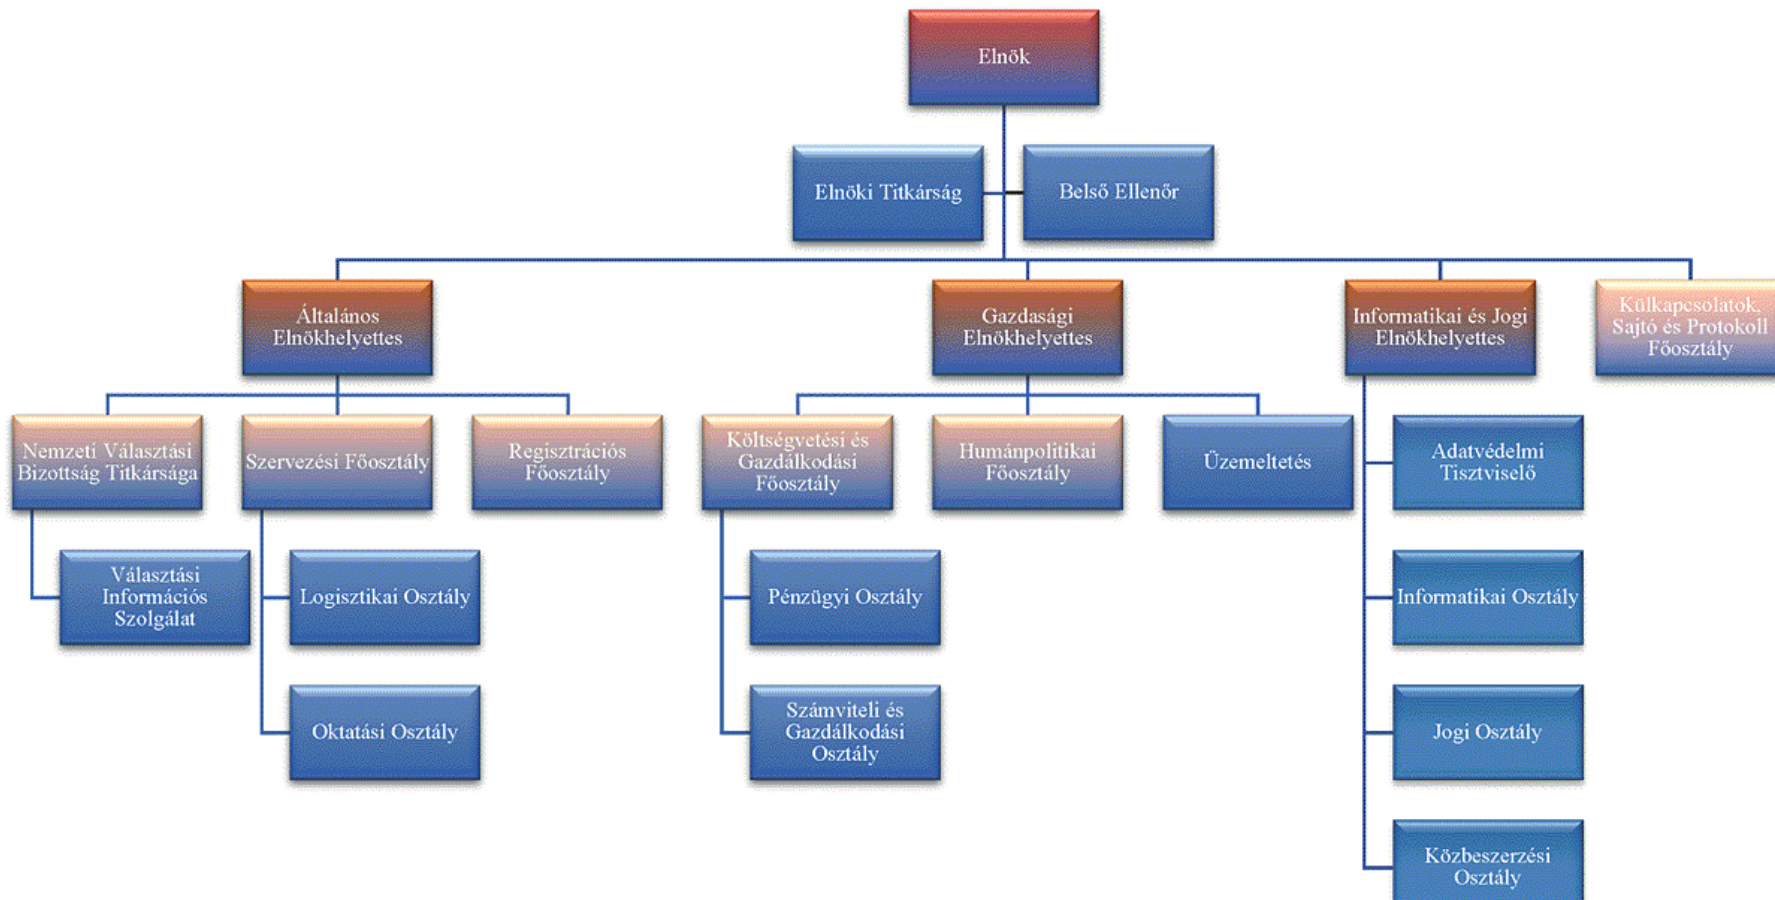 Elnök
Elnöki Titkárság
Belső Ellenőr
Általános
Elnökhelyettes
Gazdasági
Elnökhelyettes
Informatikai és Jogi
Elnökhelyettes
Külkapcsolatok,
Sajtó és Protokoll
Főosztály
Nemzeti Választási
Bizottság Titkársága
Szervezési Főosztály
Regisztrációs
Főosztály
Költségvetési és
Gazdálkodási
Főosztály
Humánpolitikai
Főosztály
Üzemeltetés
Adatvédelmi
Tisztviselő
Választási
Információs
Szolgálat
Logisztikai Osztály
Pénzügyi Osztály
Informatikai Osztály
Oktatási Osztály
Számviteli és
Gazdálkodási
Osztály
Jogi Osztály
Közbeszerzési
Osztály